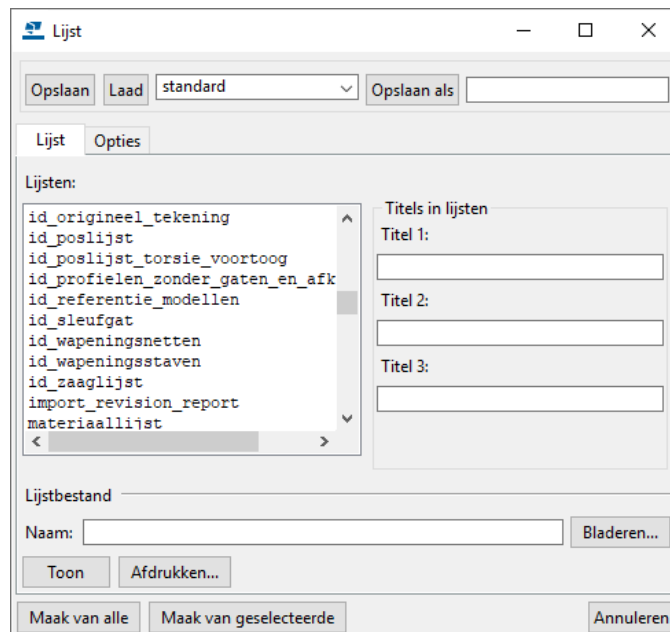 Lijst
Opslaan Laad standard Opslaan als
Lijst Opties
Lijsten:
id_origineel_tekening
id_poslijst
id_poslijst_torsie_voortoog
id_profielen_zonder_gaten_en_afk
id_referentie_modellen
id_sleufgat
id_wapeningsnetten
id_wapeningsstaven
id_zaaglijst
import_revision_report
materiaallijst
Titels in lijsten
Titel 1:
Titel 2:
Titel 3:
Lijstbestand
Naam: Bladeren...
Toon Afdrukken...
Maak van alle Maak van geselecteerde Annuleren